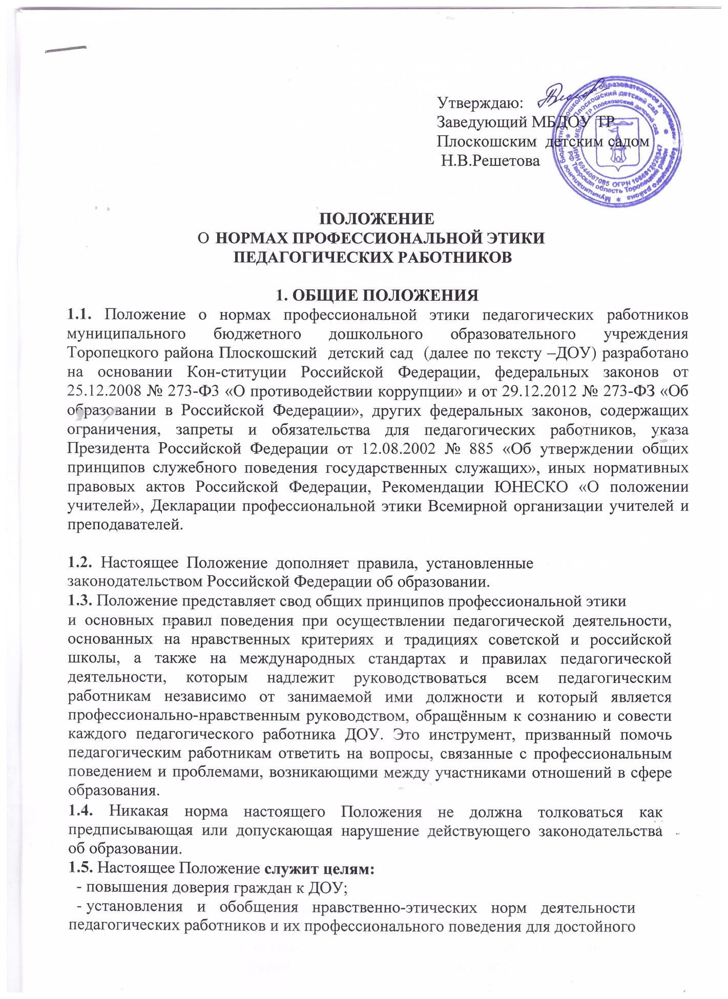 Утверждаю:
Заведующий МБДОУ ТР
Плоскошским детским садом
Н.В.Решетова
Муниципальное бюджетное дошкольное образовательное учреждение Торопецкого района
Плоскошский детский сад
РФ Тверская область Торопецкий район
МБДОУ ТР Плоскошский детский сад
ИНН 6944007085 ОГРН
ПОЛОЖЕНИЕ
О НОРМАХ ПРОФЕССИОНАЛЬНОЙ ЭТИКИ
ПЕДАГОГИЧЕСКИХ РАБОТНИКОВ
1. ОБЩИЕ ПОЛОЖЕНИЯ
1.1. Положение о нормах профессиональной этики педагогических работников
муниципального бюджетного дошкольного образовательного учреждения
Торопецкого района Плоскошский детский сад (далее по тексту –ДОУ) разработано
на основании Кон-ституции Российской Федерации, федеральных законов от
25.12.2008 № 273-ФЗ «О противодействии коррупции» и от 29.12.2012 № 273-ФЗ «Об
образовании в Российской Федерации», других федеральных законов, содержащих
ограничения, запреты и обязательства для педагогических работников, указа
Президента Российской Федерации от 12.08.2002 № 885 «Об утверждении общих
принципов служебного поведения государственных служащих», иных нормативных
правовых актов Российской Федерации, Рекомендации ЮНЕСКО «О положении
учителей», Декларации профессиональной этики Всемирной организации учителей и
преподавателей.
1.2. Настоящее Положение дополняет правила, установленные
законодательством Российской Федерации об образовании.
1.3. Положение представляет свод общих принципов профессиональной этики
и основных правил поведения при осуществлении педагогической деятельности,
основанных на нравственных критериях и традициях советской и российской
школы, а также на международных стандартах и правилах педагогической
деятельности, которым надлежит руководствоваться всем педагогическим
работникам независимо от занимаемой ими должности и который является
профессионально-нравственным руководством, обращённым к сознанию и совести
каждого педагогического работника ДОУ. Это инструмент, призванный помочь
педагогическим работникам ответить на вопросы, связанные с профессиональным
поведением и проблемами, возникающими между участниками отношений в сфере
образования.
1.4. Никакая норма настоящего Положения не должна толковаться как
предписывающая или допускающая нарушение действующего законодательства
об образовании.
1.5. Настоящее Положение служит целям:
- повышения доверия граждан к ДОУ;
- установления и обобщения нравственно-этических норм деятельности
педагогических работников и их профессионального поведения для достойного